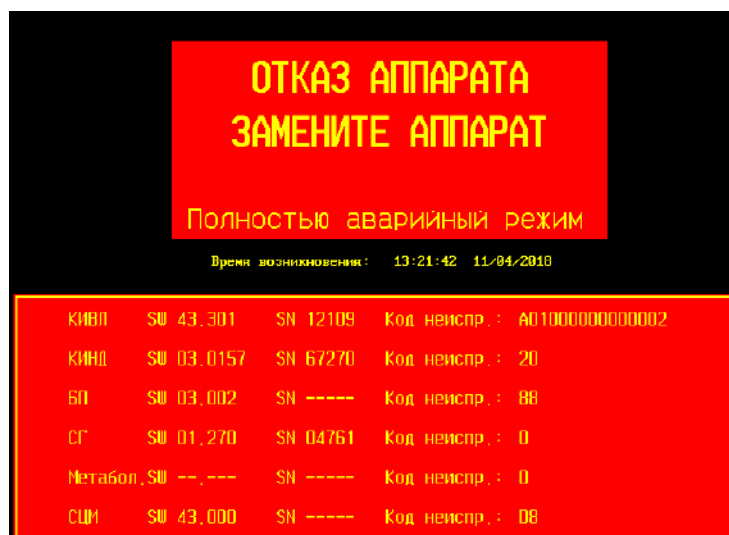 ОТКАЗ АППАРАТА
ЗАМЕНИТЕ АППАРАТ
Полностью аварийный режим
Время возникновения: 13:21:42 11/04/2018
КИВЛ SW 43.301 SN 12109 Код неиспр.: A01000000000002
КИНД SW 03.0157 SN 67270 Код неиспр.: 20
БП SW 03.002 SN ----- Код неиспр.: 88
СГ SW 01.270 SN 04761 Код неиспр.: 0
Метабол.SW --.--- SN ----- Код неиспр.: 0
СЦМ SW 43.000 SN ----- Код неиспр.: D8